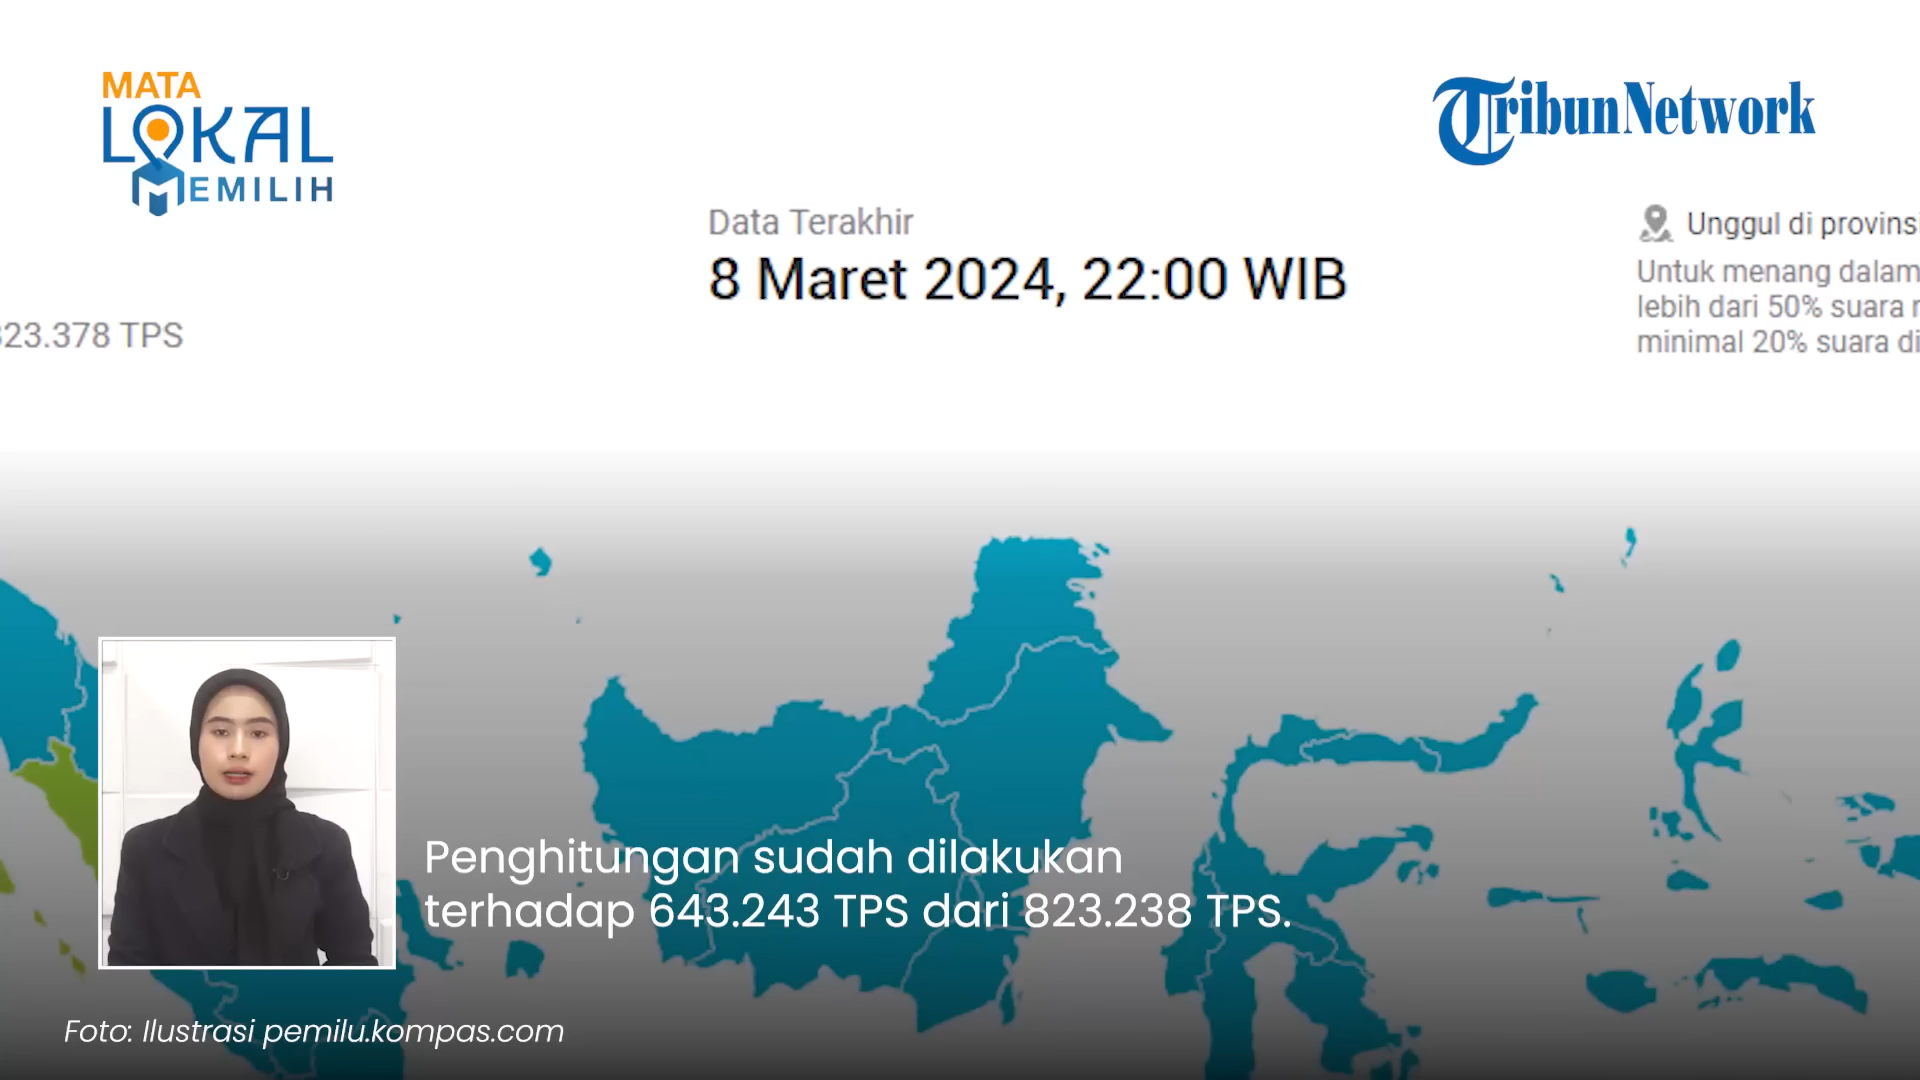 MATA
LOKAL
MEMILIH
Tribun Network
Data Terakhir
8 Maret 2024, 22:00 WIB
23.378 TPS
Unggul di provinsi
Untuk menang dalam
lebih dari 50% suara
minimal 20% suara di
Penghitungan sudah dilakukan
terhadap 643.243 TPS dari 823.238 TPS.
Foto: Ilustrasi pemilu.kompas.com